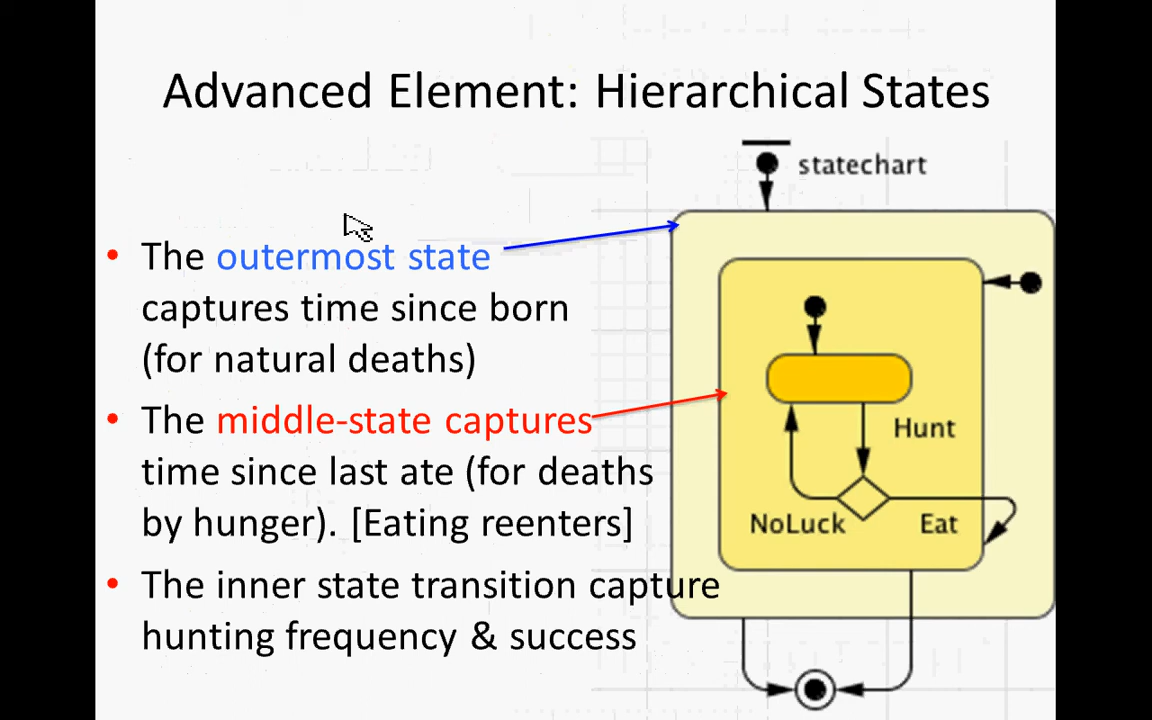 Advanced Element: Hierarchical States
statechart
• The outermost state
captures time since born
(for natural deaths)
• The middle-state captures
time since last ate (for deaths
by hunger). [Eating reenters]
• The inner state transition capture
hunting frequency & success
Hunt
NoLuck
Eat